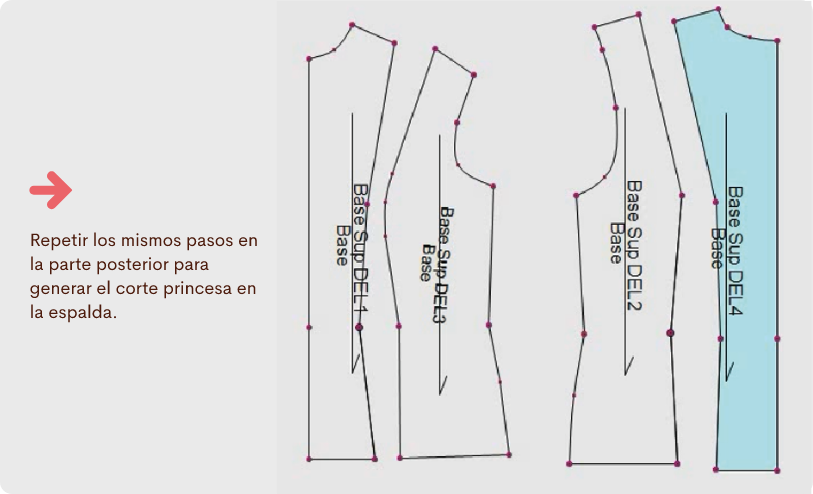 Repetir los mismos pasos en
la parte posterior para
generar el corte princesa en
la espalda.
Base Sup DEL1
Base
Base Sup DEL3
Base
Base Sup DEL2
Base
Base Sup DEL4
Base